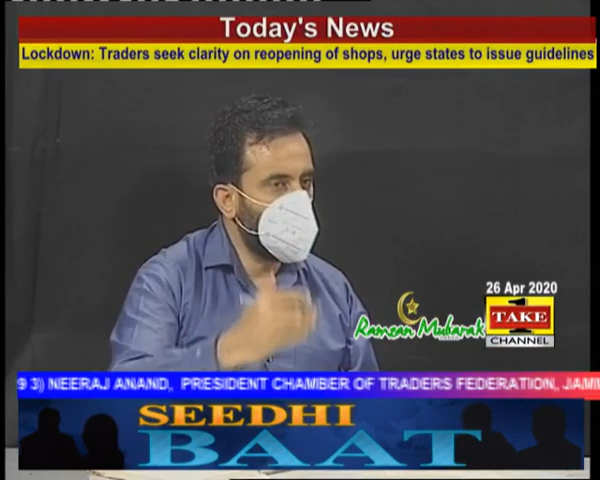 Today's News
Lockdown: Traders seek clarity on reopening of shops, urge states to issue guidelines
26 Apr 2020
Ramzan Mubarak
1
TAKE
CHANNEL
9 3) NEERAJ ANAND, PRESIDENT CHAMBER OF TRADERS FEDERATION, JAMM
SEEDHI
BAAT